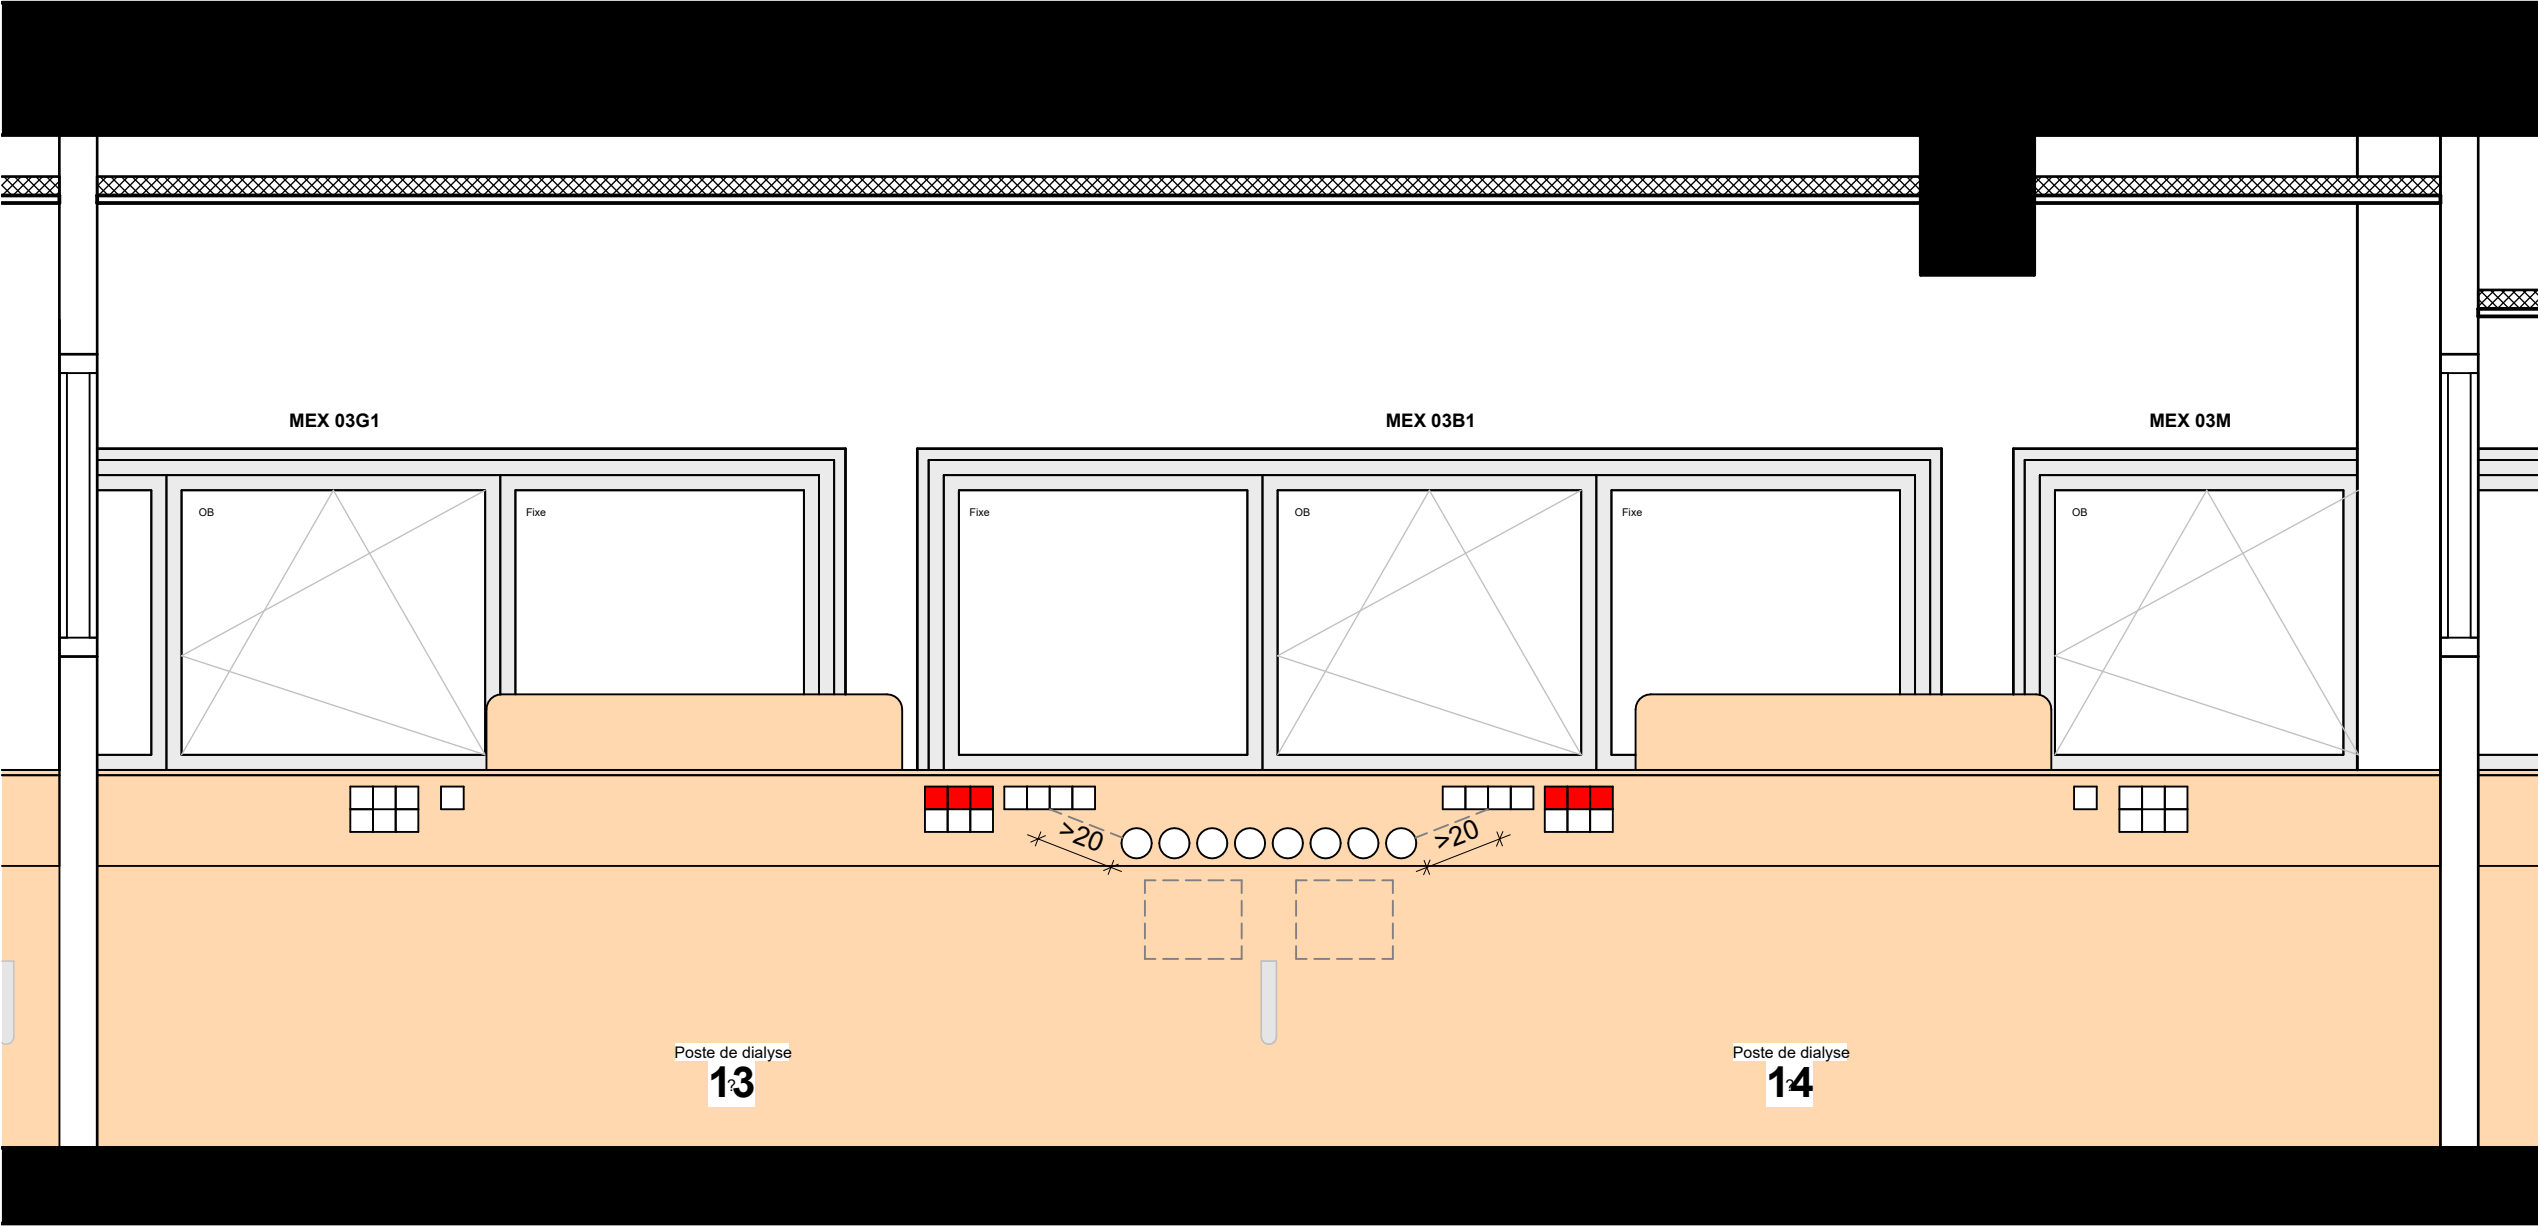 MEX 03G1
MEX 03B1
MEX 03M
OB
Fixe
Fixe
OB
Fixe
OB
>20
>20
Poste de dialyse
13
?
Poste de dialyse
14
?